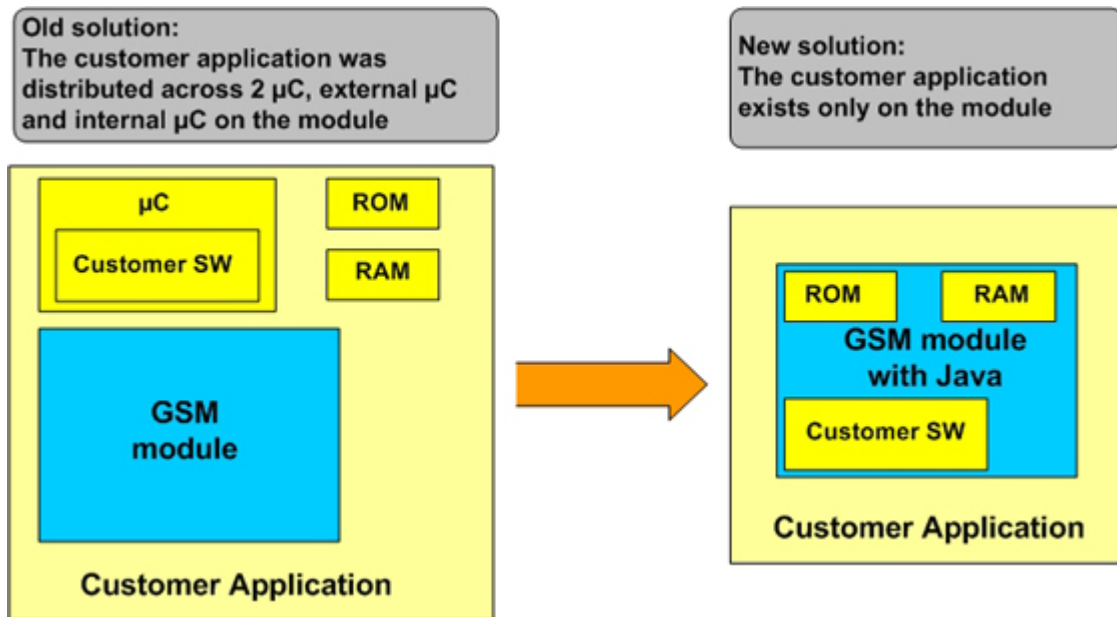 Old solution:
The customer application was
distributed across 2 µC, external µC
and internal µC on the module
µC
Customer SW
ROM
RAM
GSM
module
Customer Application
New solution:
The customer application
exists only on the module
ROM
RAM
GSM module
with Java
Customer SW
Customer Application